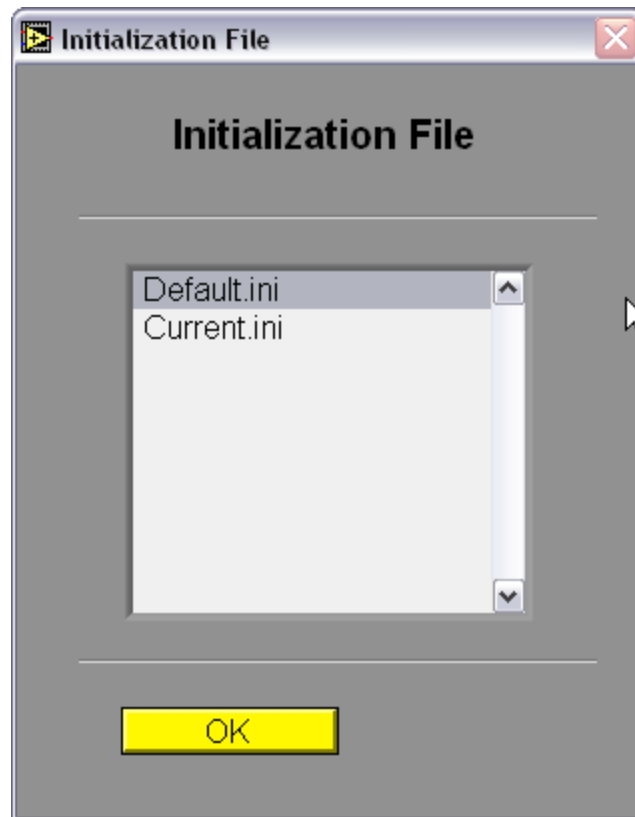 Initialization File
Initialization File
Default.ini
Current.ini
OK